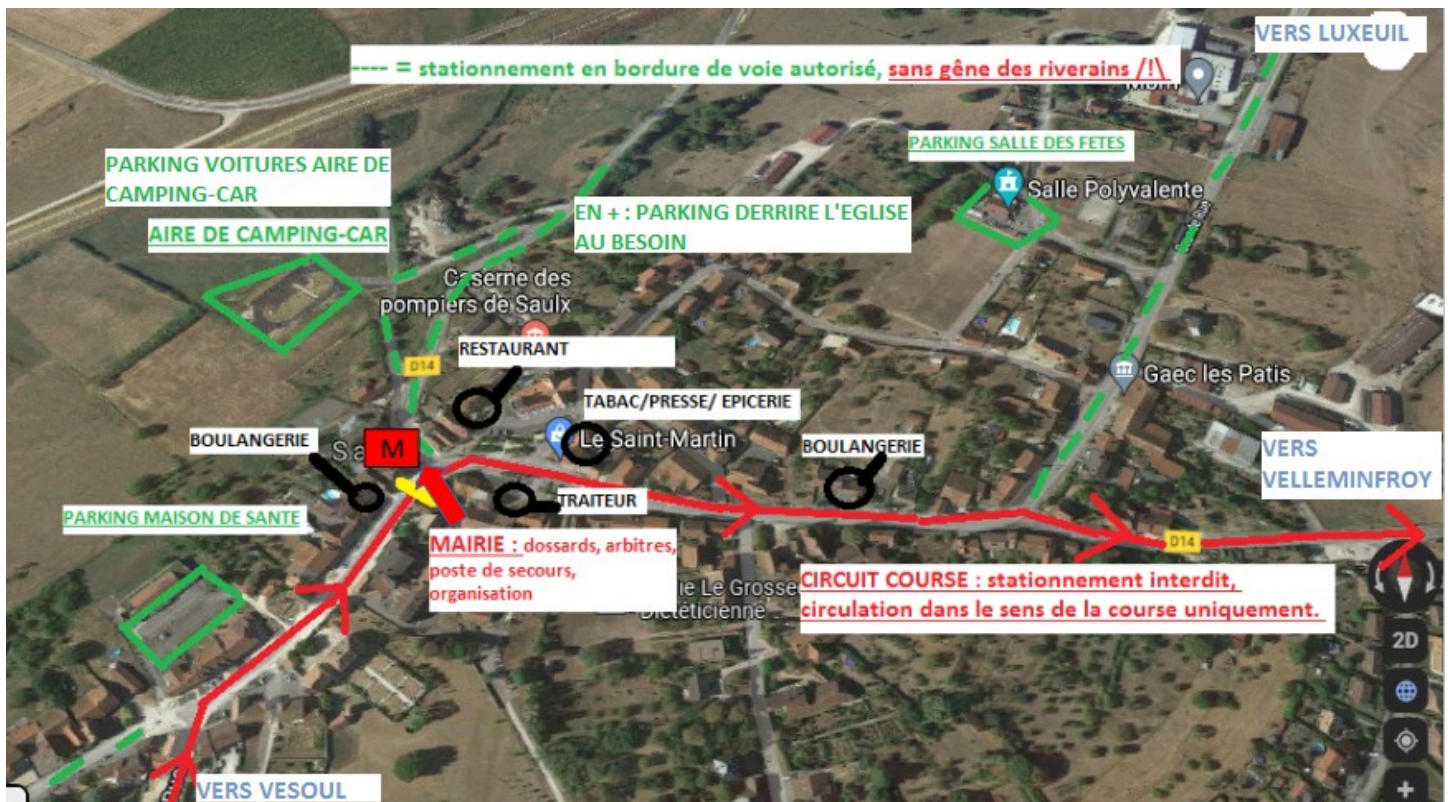 VERS LUXEUIL
---- = stationnement en bordure de voie autorisé, sans gêne des riverains /!\
PARKING VOITURES AIRE DE
CAMPING-CAR
AIRE DE CAMPING-CAR
PARKING SALLE DES FETES
Salle Polyvalente
EN + : PARKING DERRIRE L'EGLISE
AU BESOIN
Caserne des
pompiers de Saulx
D14
RESTAURANT
Gaec les Patis
TABAC/PRESSE/ EPICERIE
Le Saint-Martin
BOULANGERIE
M
BOULANGERIE
VERS
VELLEMINFROY
TRAITEUR
PARKING MAISON DE SANTE
MAIRIE : dossards, arbitres,
poste de secours,
organisation
D14
CIRCUIT COURSE : stationnement interdit,
circulation dans le sens de la course uniquement.
ie Le Grosse
Diététicienne
2D
VERS VESOUL